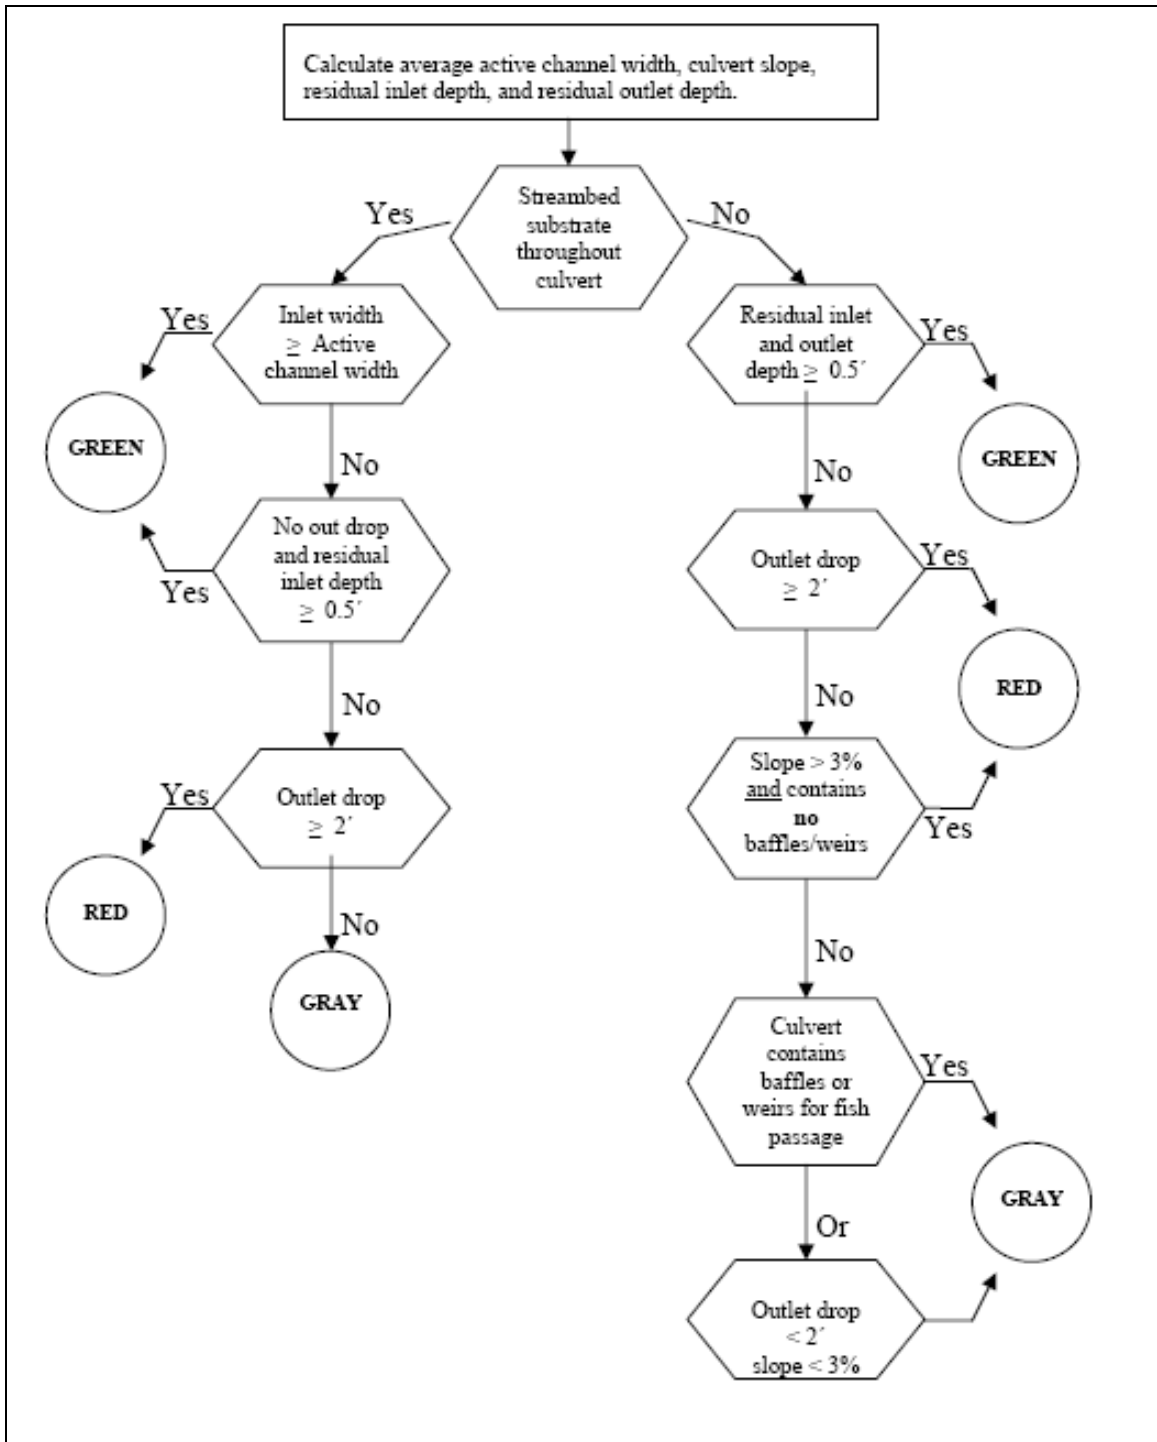 Calculate average active channel width, culvert slope,
residual inlet depth, and residual outlet depth.
Streambed
substrate
throughout
culvert
Yes
No
Inlet width
≥ Active
channel width
Yes
GREEN
No
No out drop
and residual
inlet depth
≥ 0.5´
Yes
No
Outlet drop
≥ 2´
Yes
RED
No
GRAY
Residual inlet
and outlet
depth ≥ 0.5´
Yes
GREEN
No
Outlet drop
≥ 2´
Yes
RED
No
Slope > 3%
and contains
no
baffles/weirs
Yes
No
Culvert
contains
baffles or
weirs for fish
passage
Yes
GRAY
Or
Outlet drop
< 2´
slope < 3%